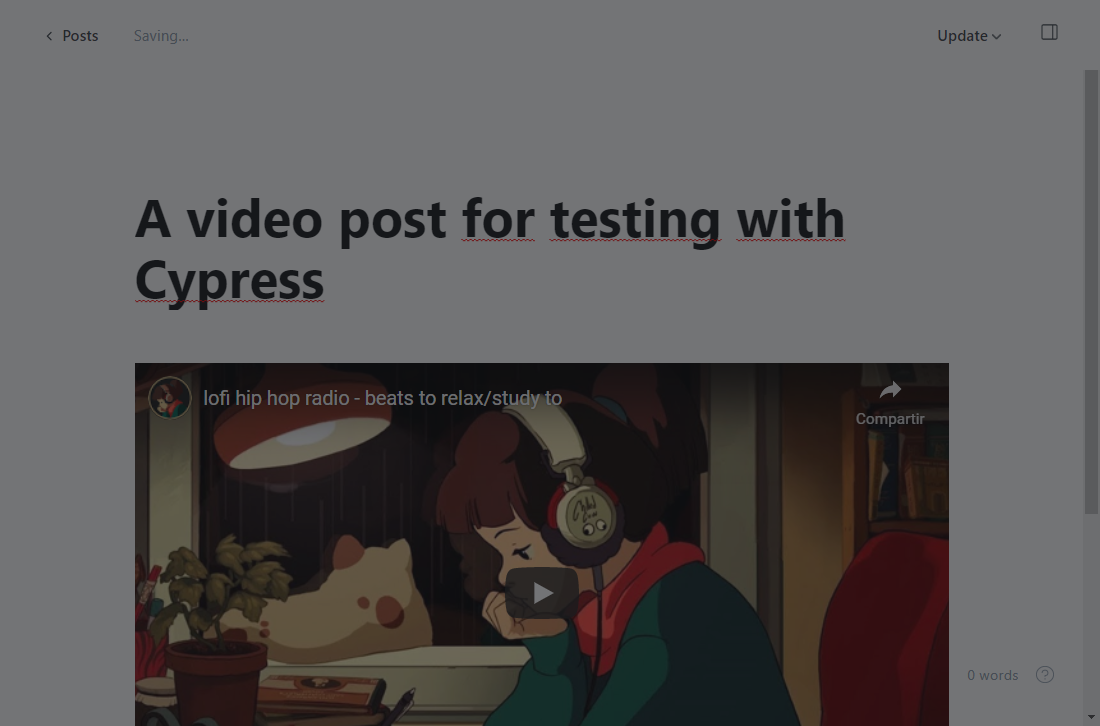 Posts
Saving...
Update
A video post for testing with
Cypress
lofi hip hop radio - beats to relax/study to
Compartir
0 words
?